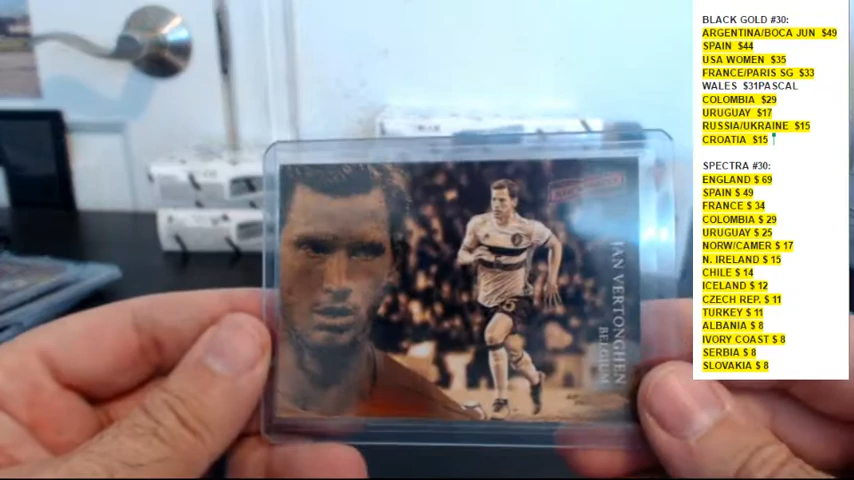 BLACK GOLD #30:
ARGENTINA/BOCA JUN $49
SPAIN $44
USA WOMEN $35
FRANCE/PARIS SG $33
WALES $31PASCAL
COLOMBIA $29
URUGUAY $17
RUSSIA/UKRAINE $15
CROATIA $15
SPECTRA #30:
ENGLAND $ 69
SPAIN $ 49
FRANCE $ 34
COLOMBIA $ 29
URUGUAY $ 25
NORW/CAMER $ 17
N. IRELAND $ 15
CHILE $ 14
ICELAND $ 12
CZECH REP. $ 11
TURKEY $ 11
ALBANIA $ 8
IVORY COAST $ 8
SERBIA $ 8
SLOVAKIA $ 8
JAN VERTONGHEN
BELGIUM